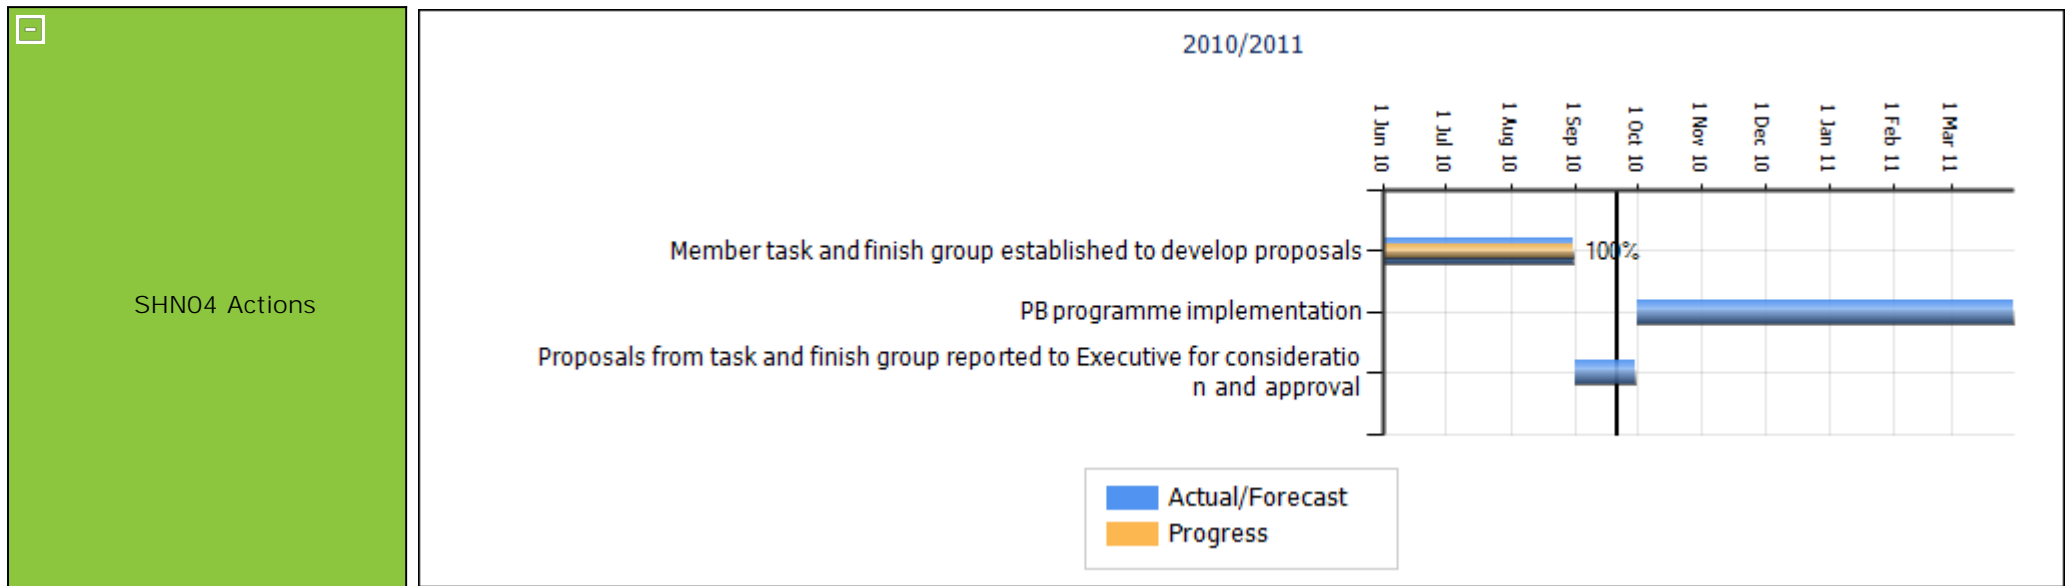 SHN04 Actions
2010/2011
1 Jun 10
1 Jul 10
1 Aug 10
1 Sep 10
1 Oct 10
1 Nov 10
1 Dec 10
1 Jan 11
1 Feb 11
1 Mar 11
Member task and finish group established to develop proposals
100%
PB programme implementation
Proposals from task and finish group reported to Executive for consideratio
n and approval
Actual/Forecast
Progress